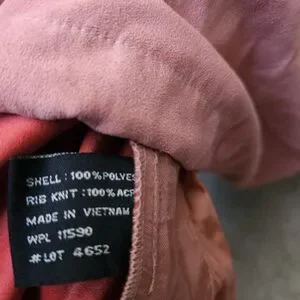 SHELL : 100% POLYES
RIB KNIT : 100% ACR
MADE IN VIETNAM
WPL 11590
# LOT 4652